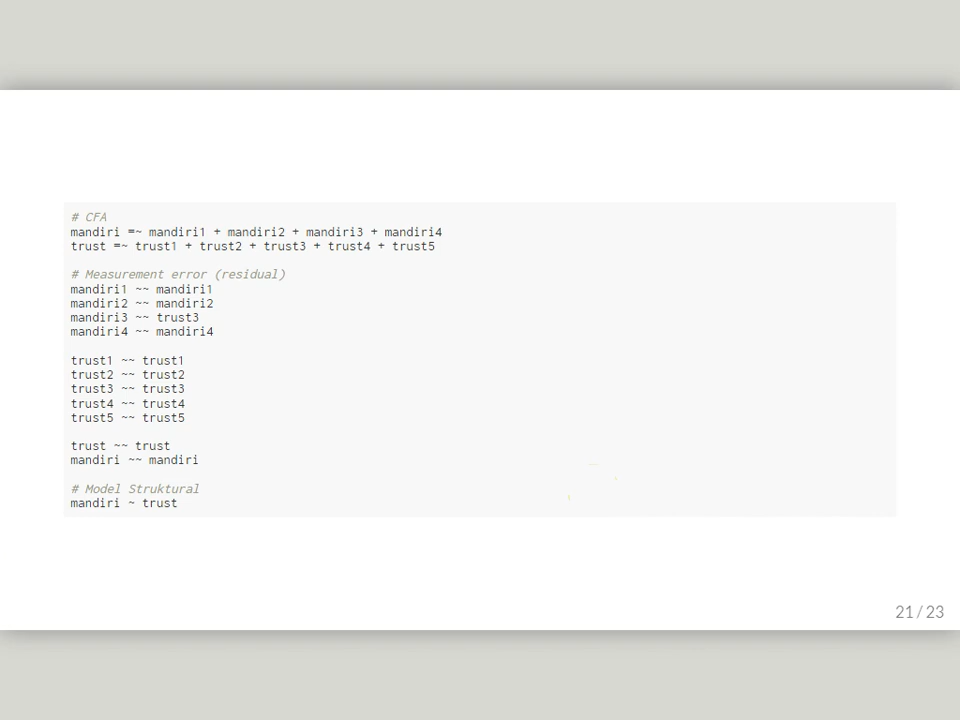 # CFA
mandiri =~ mandiri1 + mandiri2 + mandiri3 + mandiri4
trust =~ trust1 + trust2 + trust3 + trust4 + trust5
# Measurement error (residual)
mandiri1 ~~ mandiri1
mandiri2 ~~ mandiri2
mandiri3 ~~ trust3
mandiri4 ~~ mandiri4
trust1 ~~ trust1
trust2 ~~ trust2
trust3 ~~ trust3
trust4 ~~ trust4
trust5 ~~ trust5
trust ~~ trust
mandiri ~~ mandiri
# Model Struktural
mandiri ~ trust
21 / 23